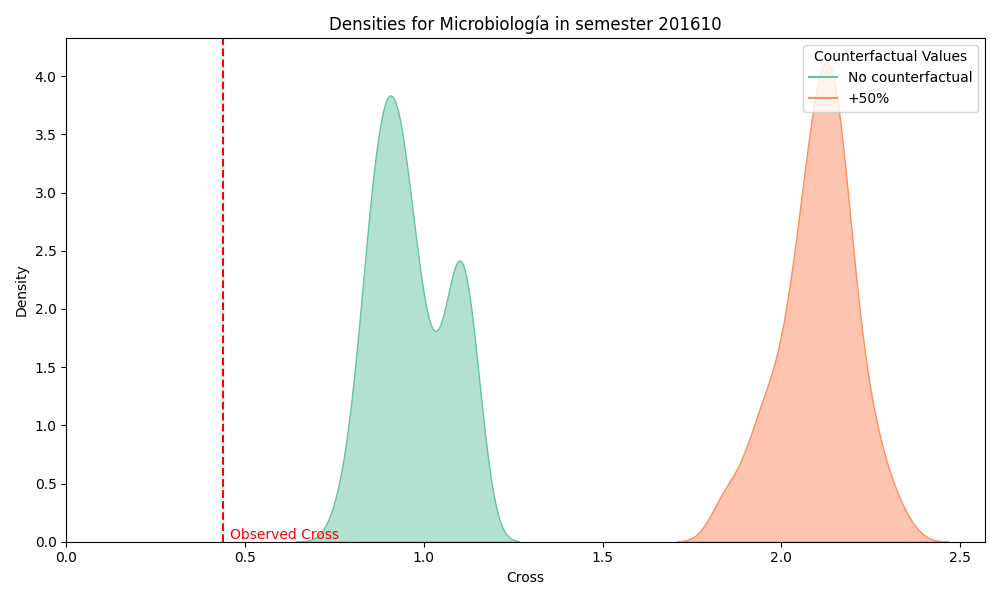 Densities for Microbiología in semester 201610
Counterfactual Values
No counterfactual
+50%
Density
4.0
3.5
3.0
2.5
2.0
1.5
1.0
0.5
0.0
Observed Cross
0.0 0.5 1.0 1.5 2.0 2.5
Cross